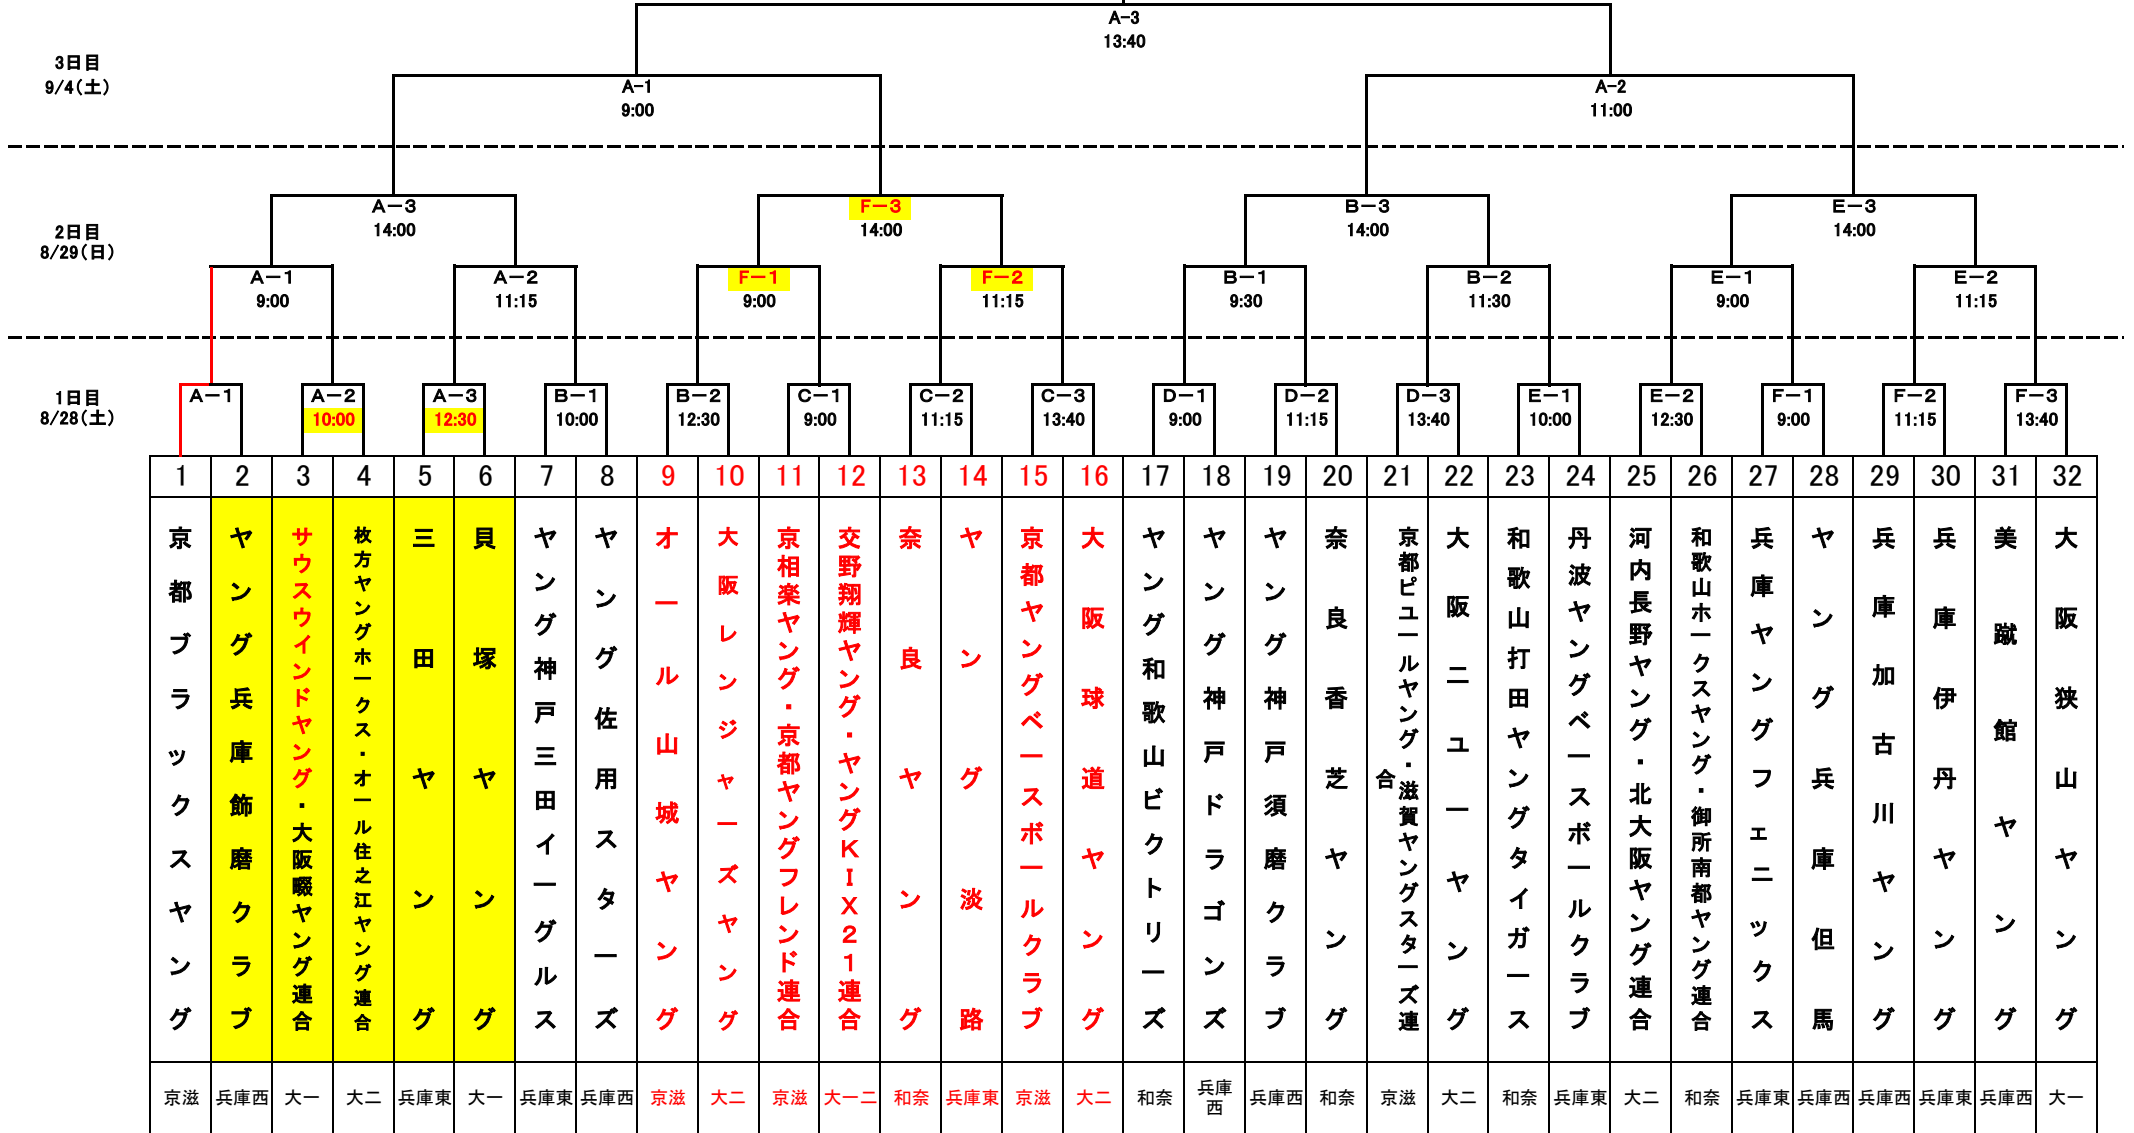 A-3
13:40
3日目
9/4(土)
A-1
9:00
A-2
11:00
2日目
8/29(日)
A-3
14:00
F-3
14:00
B-3
14:00
E-3
14:00
A-1
9:00
A-2
11:15
F-1
9:00
F-2
11:15
B-1
9:30
B-2
11:30
E-1
9:00
E-2
11:15
1日目
8/28(土)
A-1
A-2
10:00
A-3
12:30
B-1
10:00
B-2
12:30
C-1
9:00
C-2
11:15
C-3
13:40
D-1
9:00
D-2
11:15
D-3
13:40
E-1
10:00
E-2
12:30
F-1
9:00
F-2
11:15
F-3
13:40
1 2 3 4 5 6 7 8 9 10 11 12 13 14 15 16 17 18 19 20 21 22 23 24 25 26 27 28 29 30 31 32
京都ブラックスヤング
ヤング兵庫飾磨クラブ
サウスウインドヤング・大阪畷ヤング連合
枚方ヤングホークス・オール住之江ヤング連合
三田ヤング
貝塚ヤング
ヤング神戸三田イーグルス
ヤング佐用スターズ
オール山城ヤング
大阪レンジャーズヤング
京相楽ヤング・京都ヤングフレンド連合
交野翔輝ヤング・ヤングKIX21連合
奈良ヤング
ヤング淡路
京都ヤングベースボールクラブ
大阪球道ヤング
ヤング和歌山ビクトリーズ
ヤング神戸ドラゴンズ
ヤング神戸須磨クラブ
奈良香芝ヤング
京都ピュールヤング・滋賀ヤングスターズ連合
大阪ニューヤング
和歌山打田ヤングタイガース
丹波ヤングベースボールクラブ
河内長野ヤング・北大阪ヤング連合
和歌山ホークスヤング・御所南都ヤング連合
兵庫ヤングフェニックス
ヤング兵庫但馬
兵庫加古川ヤング
兵庫伊丹ヤング
美蹴館ヤング
大阪狭山ヤング
京滋 兵庫西 大一 大二 兵庫東 大一 兵庫東 兵庫西 京滋 大二 京滋 大一二 和奈 兵庫東 京滋 大二 和奈 兵庫西 兵庫西 和奈 京滋 大二 和奈 兵庫東 大二 和奈 兵庫東 兵庫西 兵庫西 兵庫東 兵庫西 大一